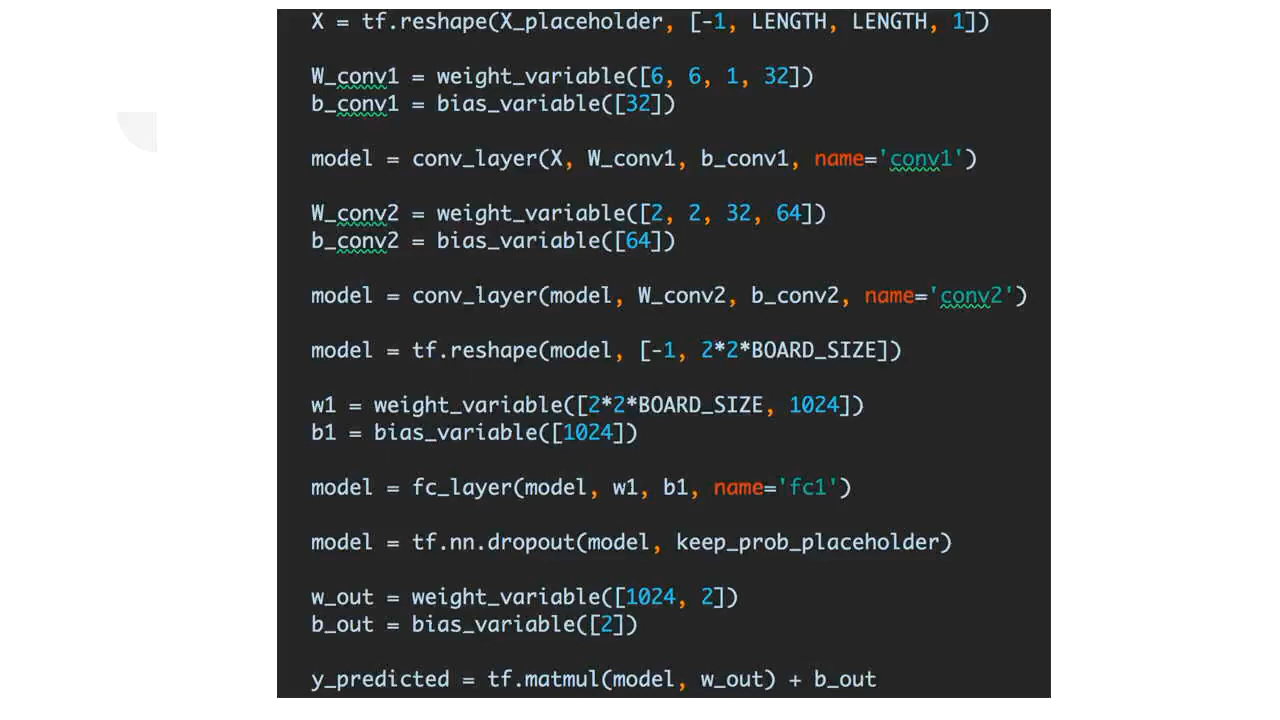 X = tf.reshape(X_placeholder, [-1, LENGTH, LENGTH, 1])
W_conv1 = weight_variable([6, 6, 1, 32])
b_conv1 = bias_variable([32])
model = conv_layer(X, W_conv1, b_conv1, name='conv1')
W_conv2 = weight_variable([2, 2, 32, 64])
b_conv2 = bias_variable([64])
model = conv_layer(model, W_conv2, b_conv2, name='conv2')
model = tf.reshape(model, [-1, 2*2*BOARD_SIZE])
w1 = weight_variable([2*2*BOARD_SIZE, 1024])
b1 = bias_variable([1024])
model = fc_layer(model, w1, b1, name='fc1')
model = tf.nn.dropout(model, keep_prob_placeholder)
w_out = weight_variable([1024, 2])
b_out = bias_variable([2])
y_predicted = tf.matmul(model, w_out) + b_out